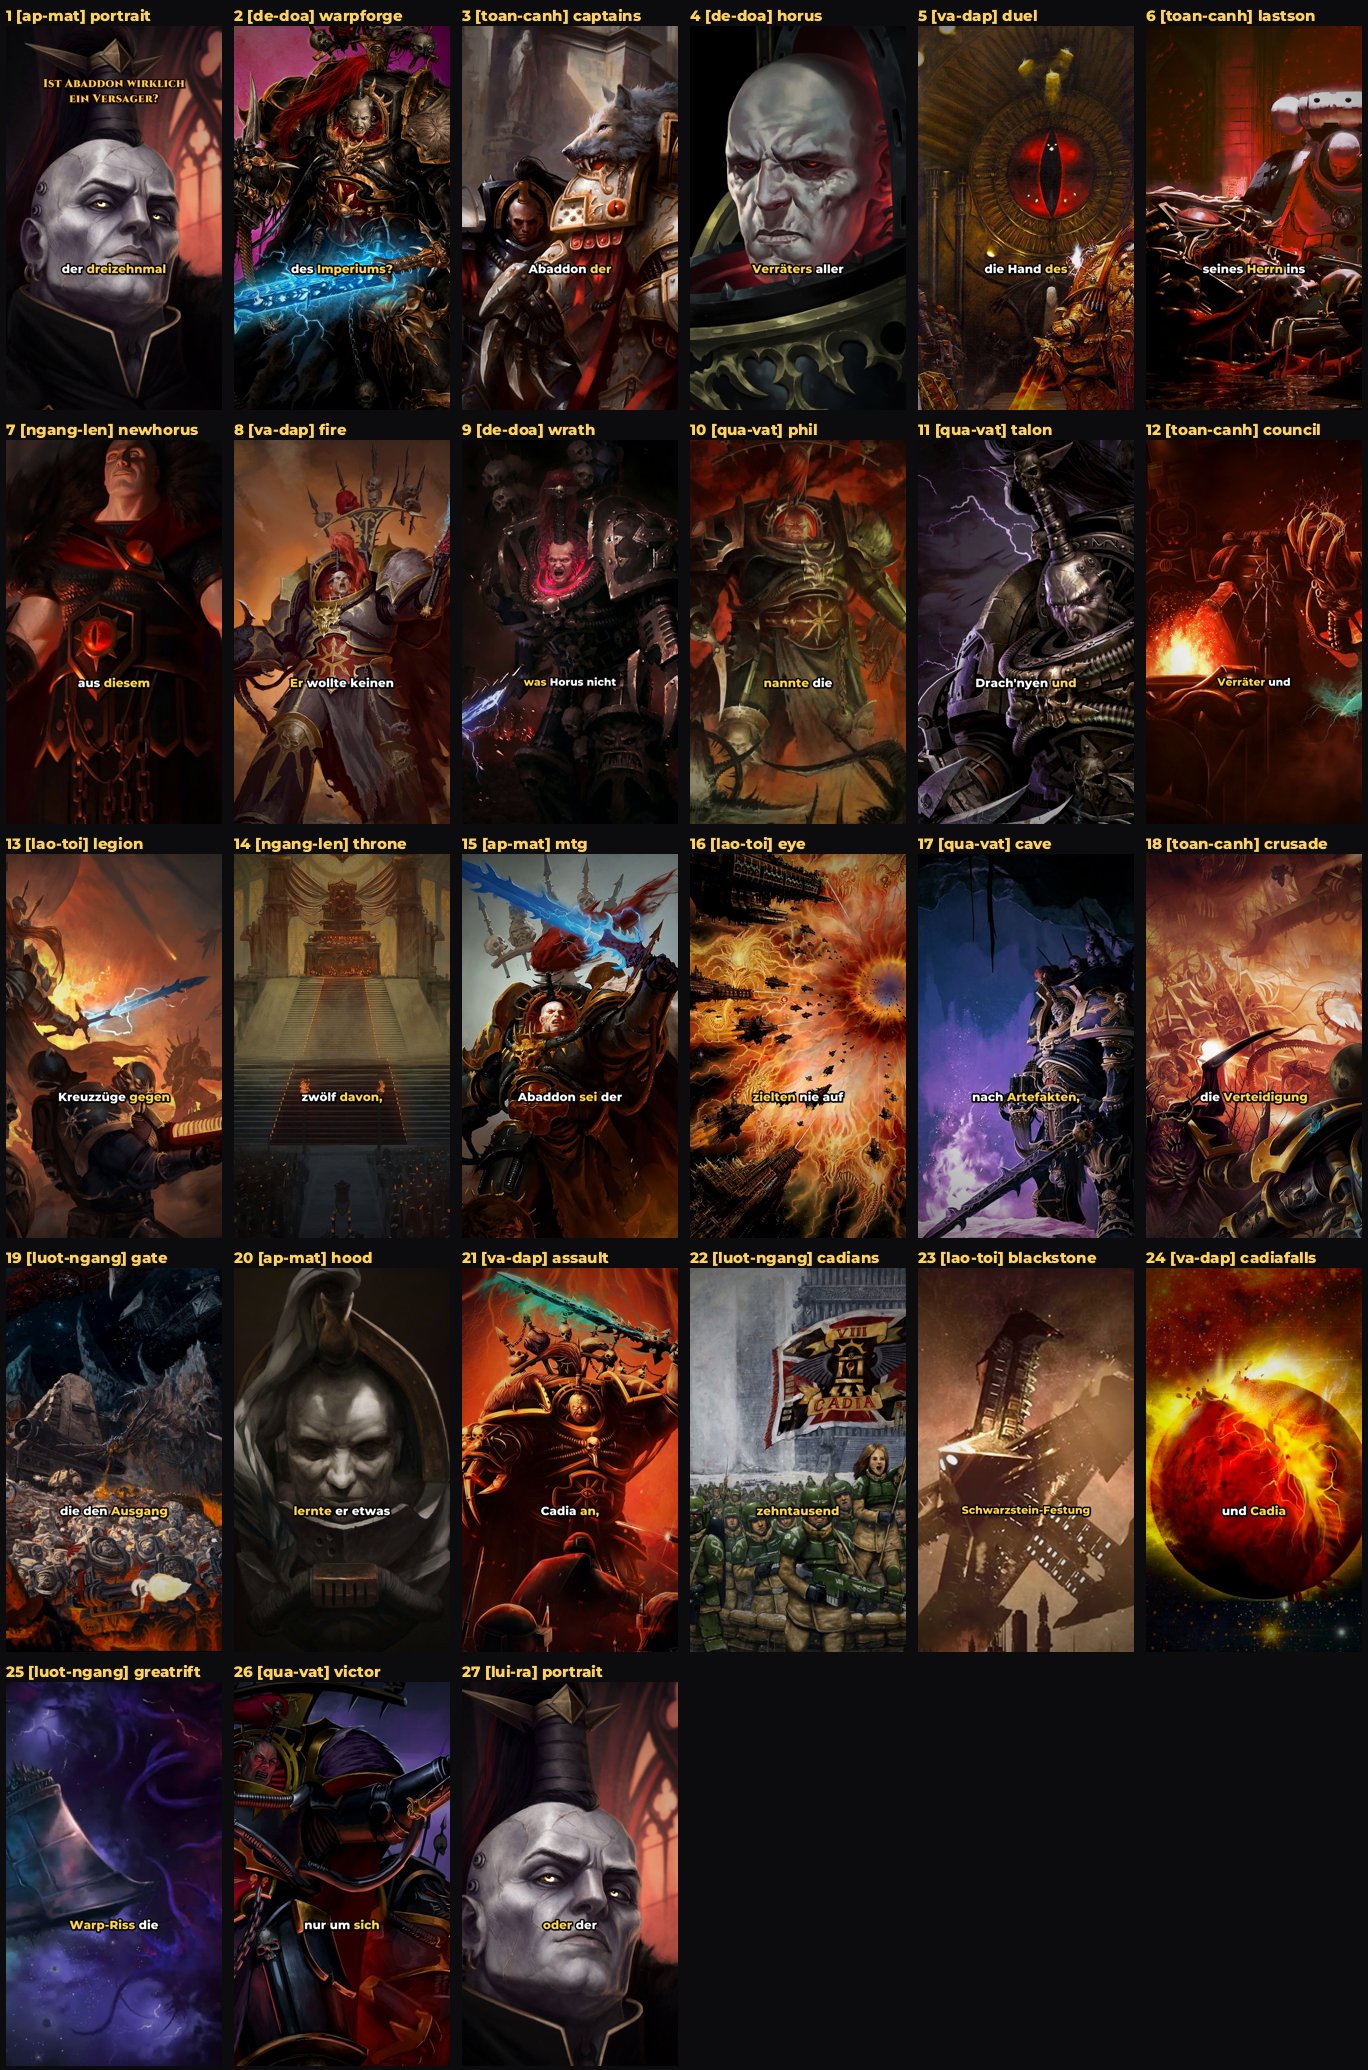 1 [ap-mat] portrait
IST ABADDON WIRKLICH
EIN VERSAGER?
der dreizehnmal
2 [de-doa] warpforge
des Imperiums?
3 [toan-canh] captains
Abaddon der
4 [de-doa] horus
Verräters aller
5 [va-dap] duel
die Hand des
6 [toan-canh] lastson
seines Herrn ins
7 [ngang-len] newhorus
aus diesem
8 [va-dap] fire
Er wollte keinen
9 [de-doa] wrath
was Horus nicht
10 [qua-vat] phil
nannte die
11 [qua-vat] talon
Drach'nyen und
12 [toan-canh] council
Verräter und
13 [lao-toi] legion
Kreuzzüge gegen
14 [ngang-len] throne
zwölf davon,
15 [ap-mat] mtg
Abaddon sei der
16 [lao-toi] eye
zielten nie auf
17 [qua-vat] cave
nach Artefakten,
18 [toan-canh] crusade
die Verteidigung
19 [luot-ngang] gate
die den Ausgang
20 [ap-mat] hood
lernte er etwas
21 [va-dap] assault
Cadia an,
22 [luot-ngang] cadians
VIII
CADIA
zehntausend
23 [lao-toi] blackstone
Schwarzstein-Festung
24 [va-dap] cadiafalls
und Cadia
25 [luot-ngang] greatrift
Warp-Riss die
26 [qua-vat] victor
nur um sich
27 [lui-ra] portrait
oder der